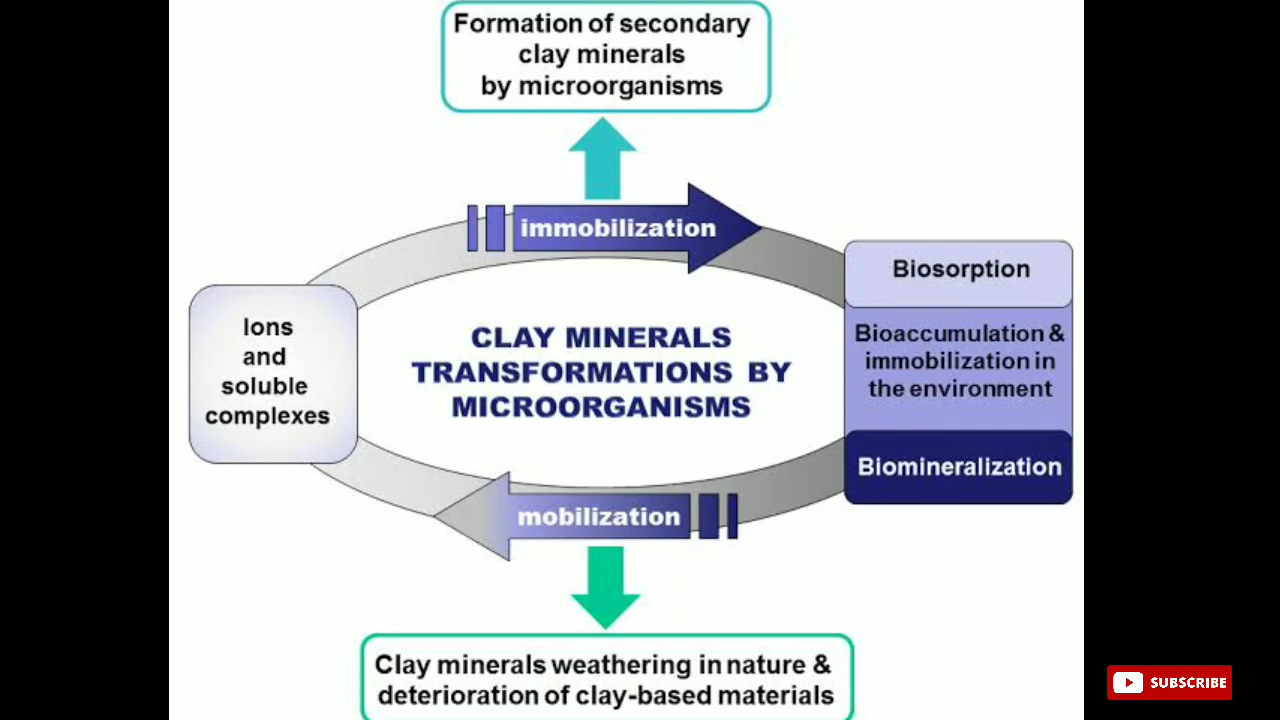 Formation of secondary
clay minerals
by microorganisms
immobilization
Biosorption
Bioaccumulation &
immobilization in
the environment
Biomineralization
Ions
and
soluble
complexes
CLAY MINERALS
TRANSFORMATIONS BY
MICROORGANISMS
mobilization
Clay minerals weathering in nature &
deterioration of clay-based materials
SUBSCRIBE